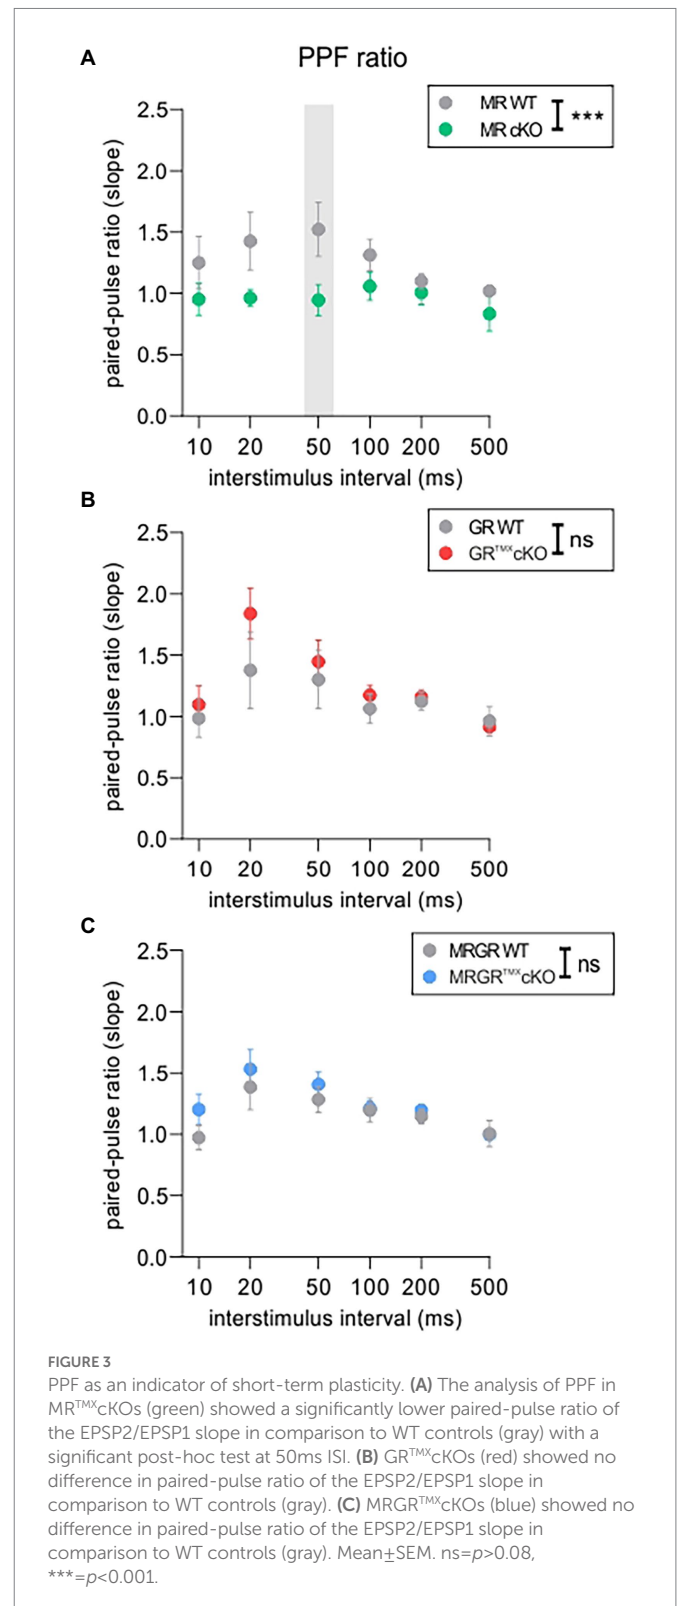 A
PPF ratio
MR WT
MR cKO
***
2.5
2.0
1.5
1.0
0.5
0.0
paired-pulse ratio (slope)
10 20 50 100 200 500
interstimulus interval (ms)
B
GR WT
GRᵀᴹˣcKO
ns
2.5
2.0
1.5
1.0
0.5
0.0
paired-pulse ratio (slope)
10 20 50 100 200 500
interstimulus interval (ms)
C
MRGR WT
MRGRᵀᴹˣcKO
ns
2.5
2.0
1.5
1.0
0.5
0.0
paired-pulse ratio (slope)
10 20 50 100 200 500
interstimulus interval (ms)
FIGURE 3
PPF as an indicator of short-term plasticity. (A) The analysis of PPF in
MRᵀᴹˣcKOs (green) showed a significantly lower paired-pulse ratio of
the EPSP2/EPSP1 slope in comparison to WT controls (gray) with a
significant post-hoc test at 50ms ISI. (B) GRᵀᴹˣcKOs (red) showed no
difference in paired-pulse ratio of the EPSP2/EPSP1 slope in
comparison to WT controls (gray). (C) MRGRᵀᴹˣcKOs (blue) showed no
difference in paired-pulse ratio of the EPSP2/EPSP1 slope in
comparison to WT controls (gray). Mean±SEM. ns=p>0.08,
***=p<0.001.